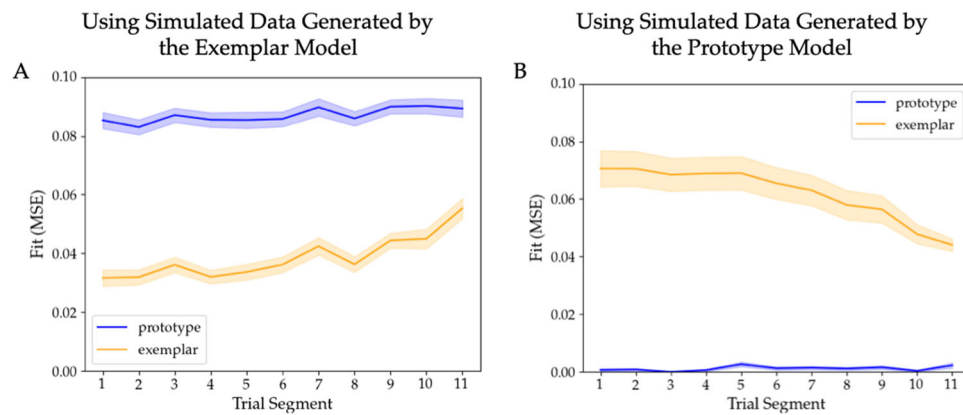 Using Simulated Data Generated by
the Exemplar Model
A
0.10
0.08
0.06
0.04
0.02
0.00
Fit (MSE)
prototype
exemplar
1 2 3 4 5 6 7 8 9 10 11
Trial Segment
Using Simulated Data Generated by
the Prototype Model
B
0.10
0.08
0.06
0.04
0.02
0.00
Fit (MSE)
prototype
exemplar
1 2 3 4 5 6 7 8 9 10 11
Trial Segment